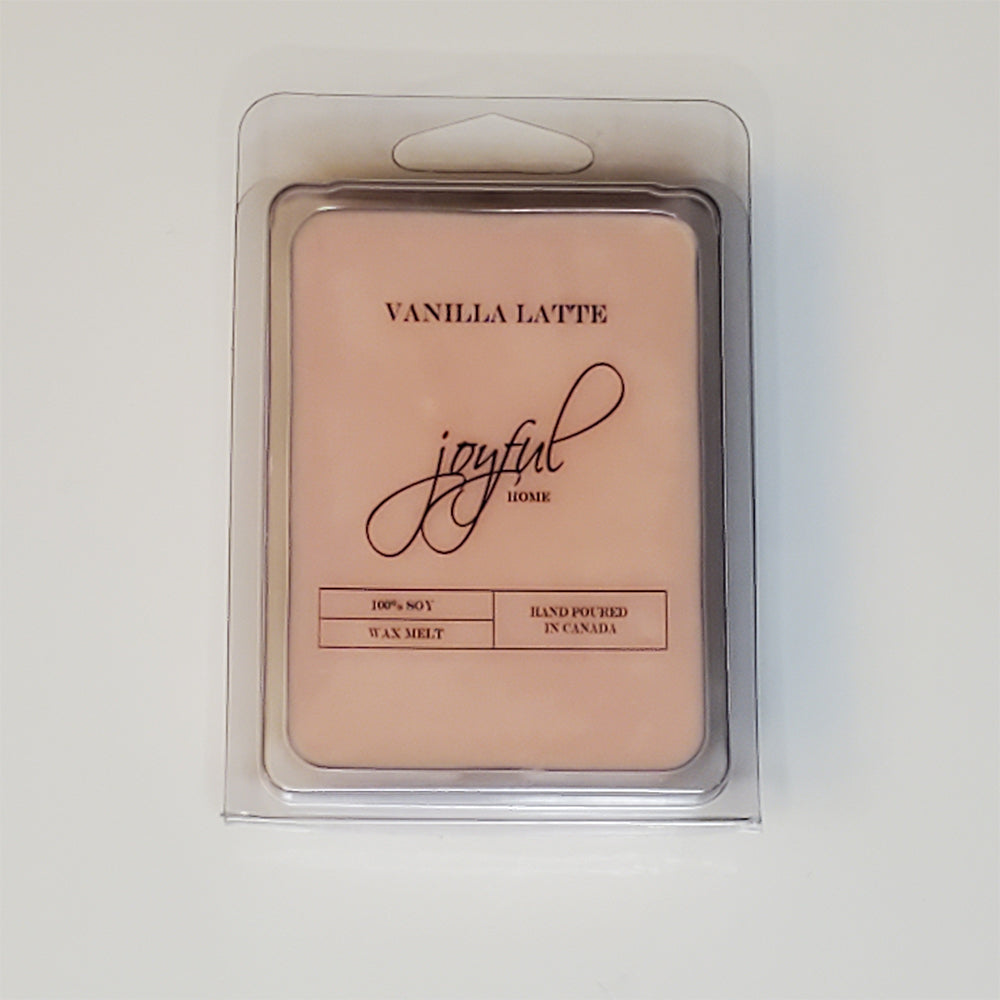 VANILLA LATTE
joyful
HOME
100% SOY
WAX MELT
HAND POURED
IN CANADA